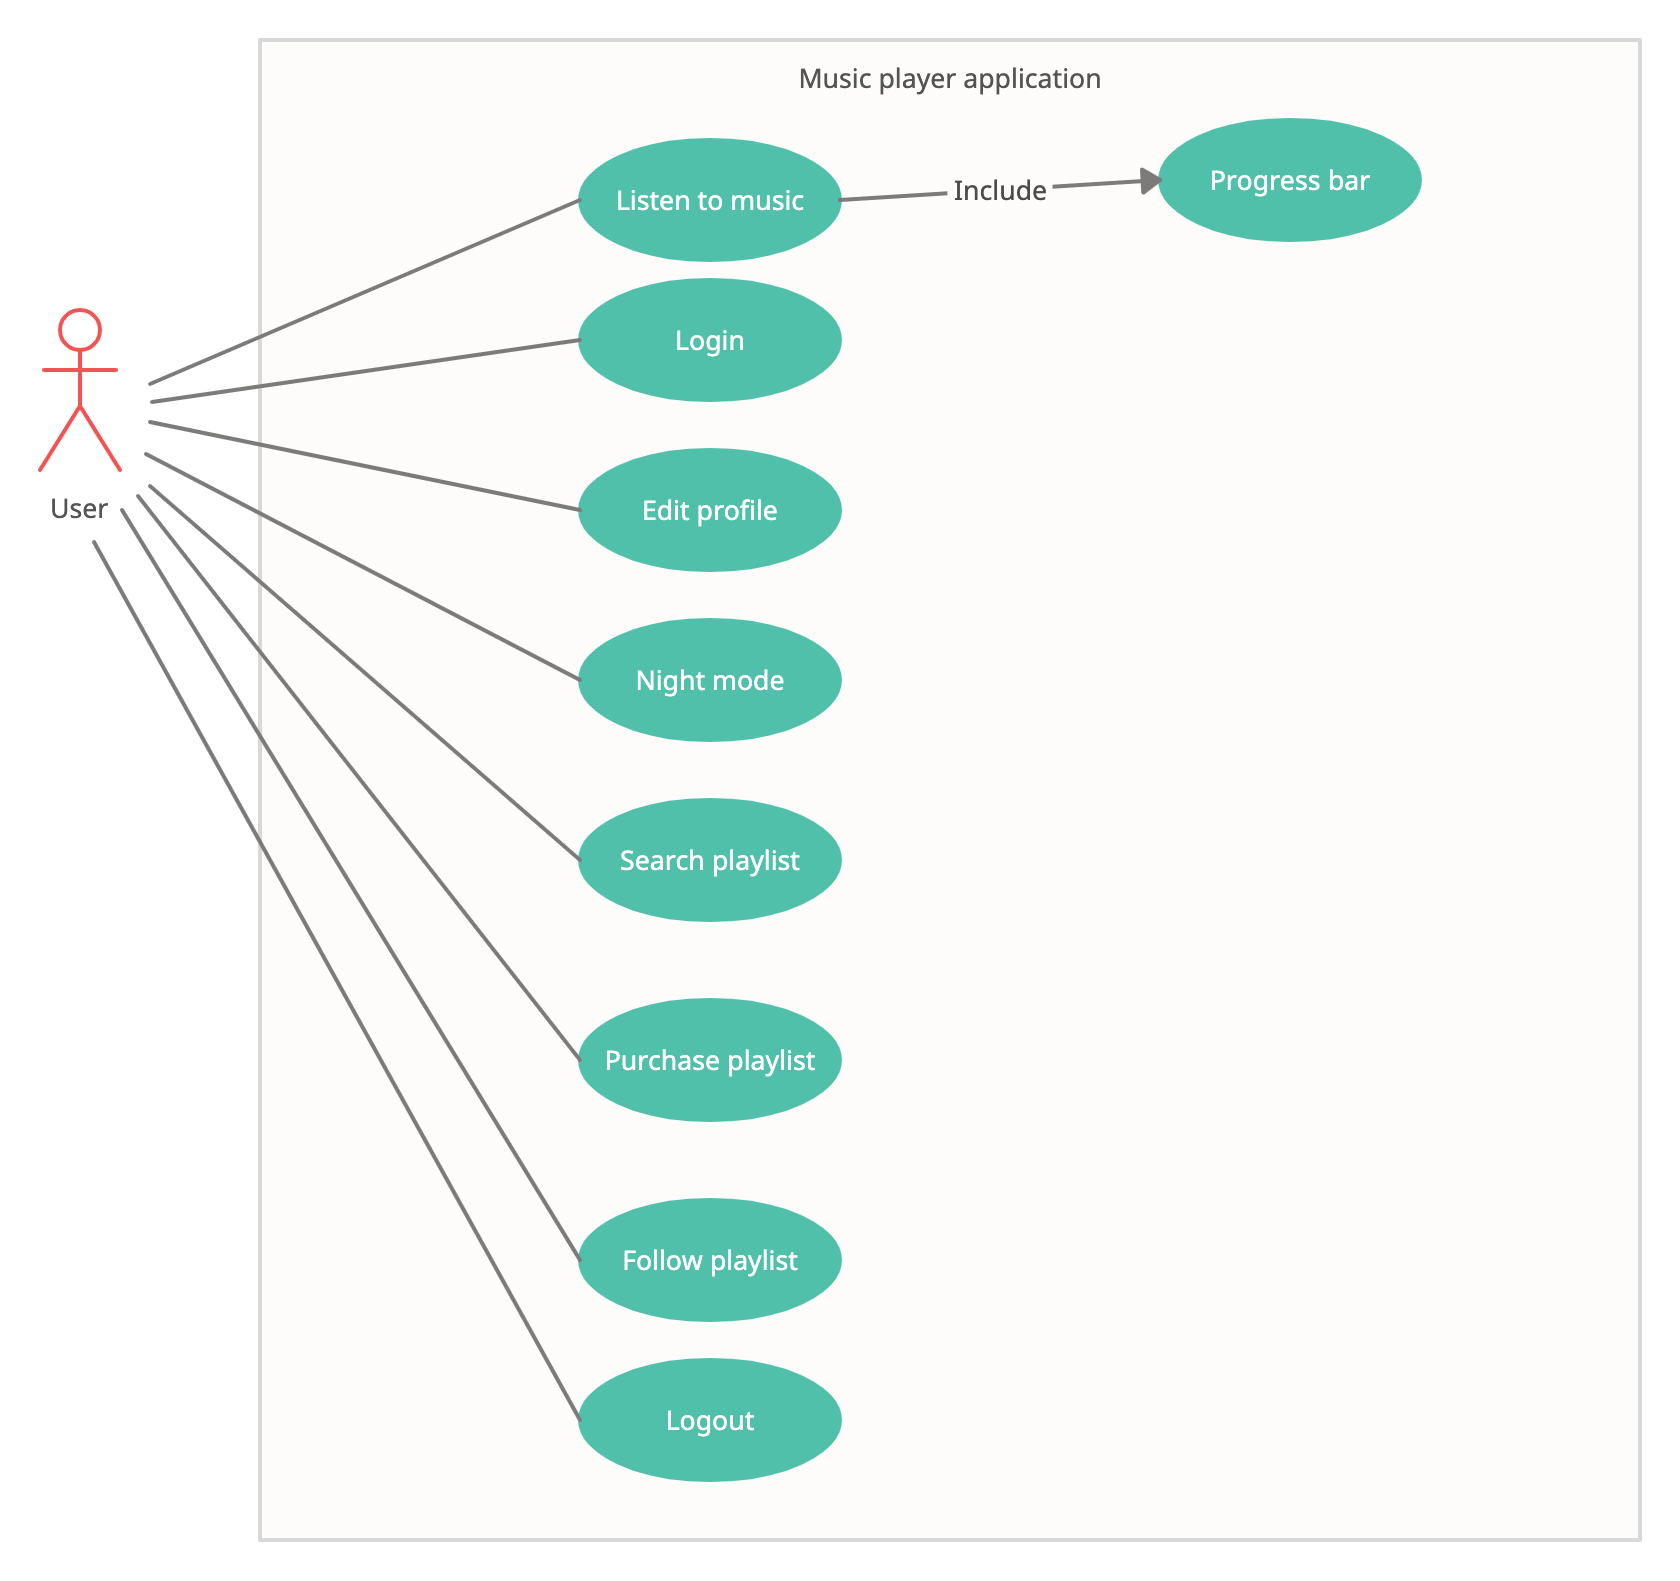 Music player application
Listen to music
Include
Progress bar
Login
Edit profile
User
Night mode
Search playlist
Purchase playlist
Follow playlist
Logout